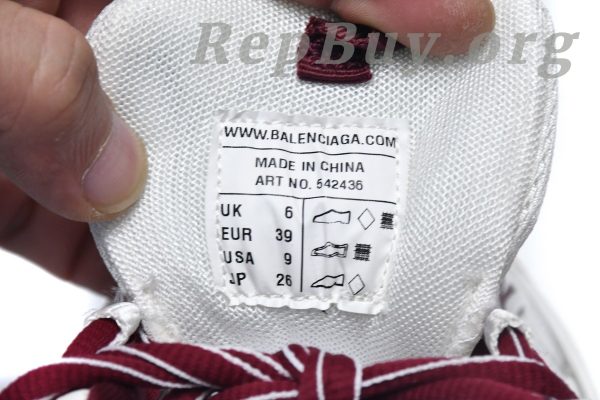 RepBuy.org
WWW.BALENCIAGA.COM
MADE IN CHINA
ART NO. 542436
UK 6
EUR 39
USA 9
JP 26